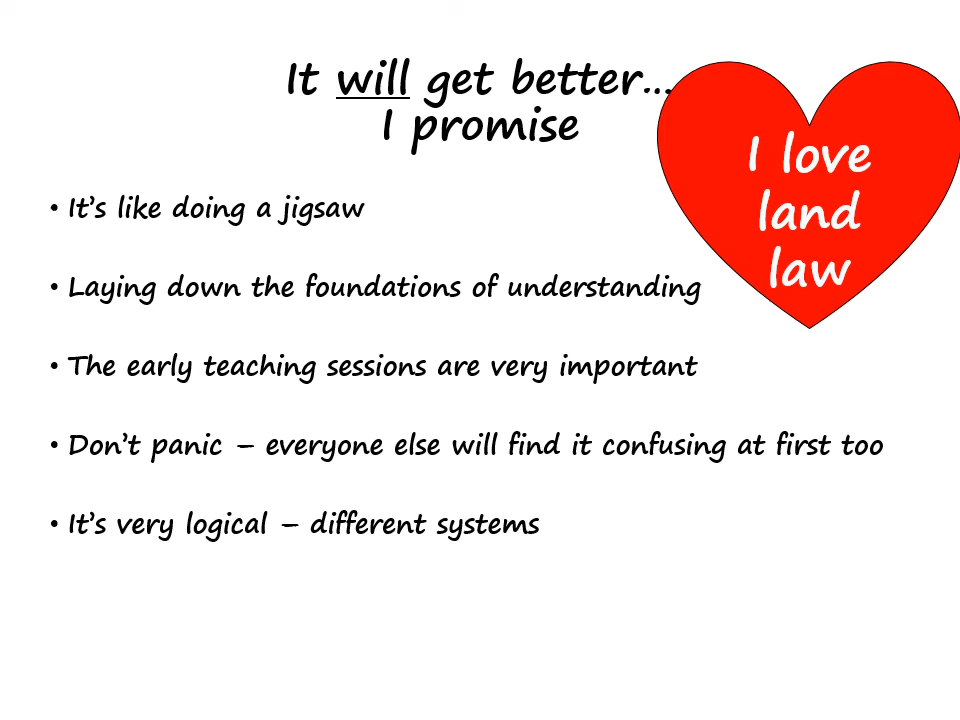 It will get better...
I promise
I love
land
law
• It’s like doing a jigsaw
• Laying down the foundations of understanding
• The early teaching sessions are very important
• Don’t panic – everyone else will find it confusing at first too
• It’s very logical – different systems